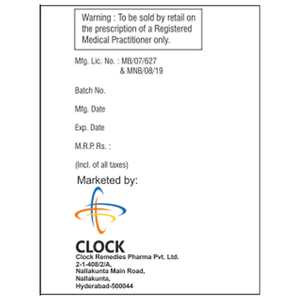 Warning : To be sold by retail on
the prescription of a Registered
Medical Practitioner only.
Mfg. Lic. No. : MB/07/627
& MNB/08/19
Batch No.
Mfg. Date
Exp. Date
M.R.P. Rs. :
(Incl. of all taxes)
Marketed by:
CLOCK
Clock Remedies Pharma Pvt. Ltd.
2-1-408/2/A,
Nallakunta Main Road,
Nallakunta,
Hyderabad-500044